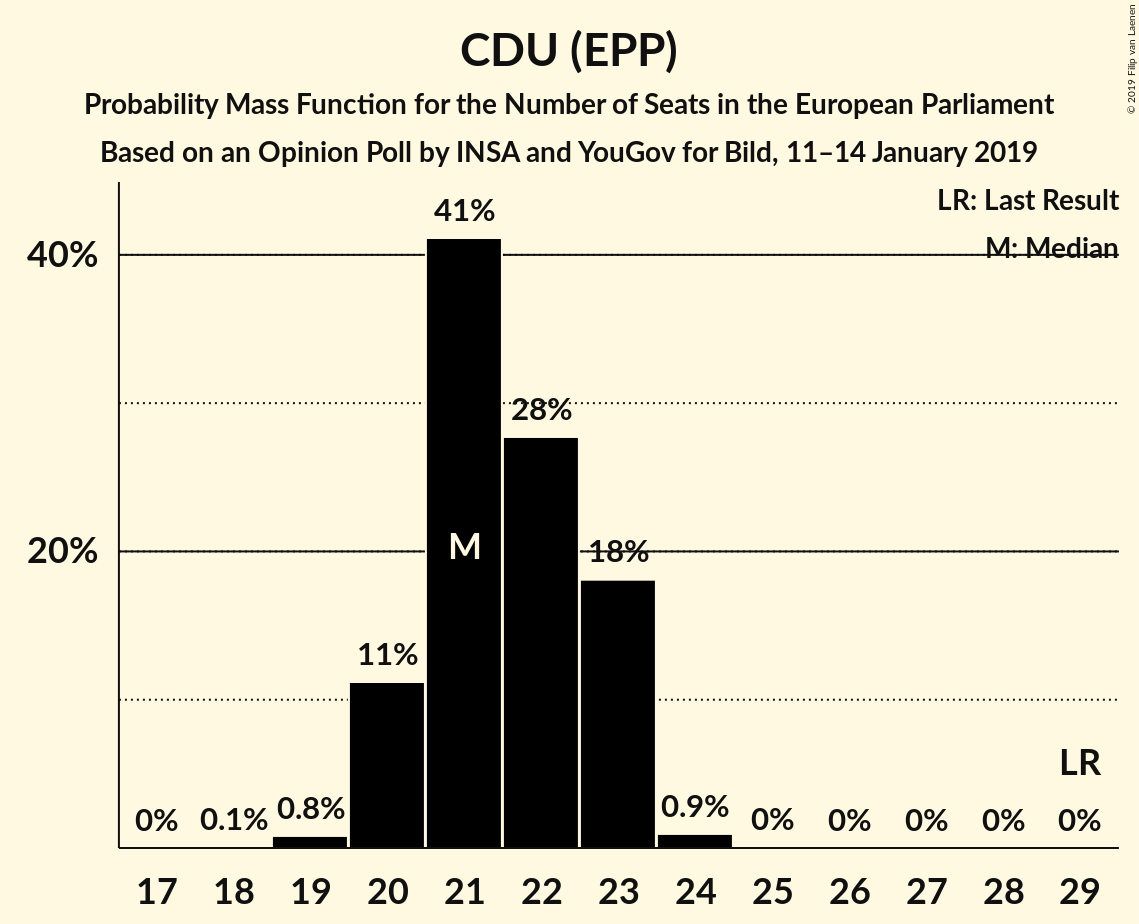 CDU (EPP)
Probability Mass Function for the Number of Seats in the European Parliament
Based on an Opinion Poll by INSA and YouGov for Bild, 11–14 January 2019
© 2019 Filip van Laenen
LR: Last Result
M: Median
40%
20%
0%
0.1%
0.8%
11%
41%
M
28%
18%
0.9%
0%
0%
0%
0%
LR
0%
17 18 19 20 21 22 23 24 25 26 27 28 29